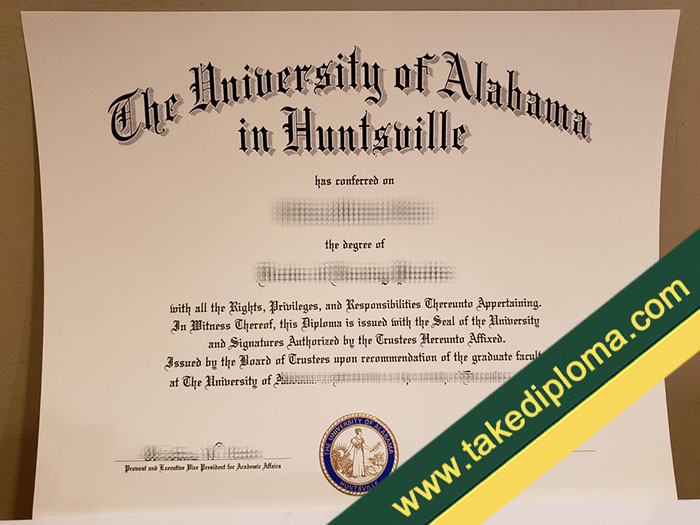 The University of Alabama
in Huntsville
has conferred on
the degree of
with all the Rights, Privileges, and Responsibilities Thereunto Appertaining.
In Witness Thereof, this Diploma is issued with the Seal of the University
and Signatures Authorized by the Trustees Hereunto Affixed.
Issued by the Board of Trustees upon recommendation of the graduate facult
at The University of
THE UNIVERSITY OF ALABAMA
HUNTSVILLE
Provost and Executive Vice President for Academic Affairs
www.takediploma.com